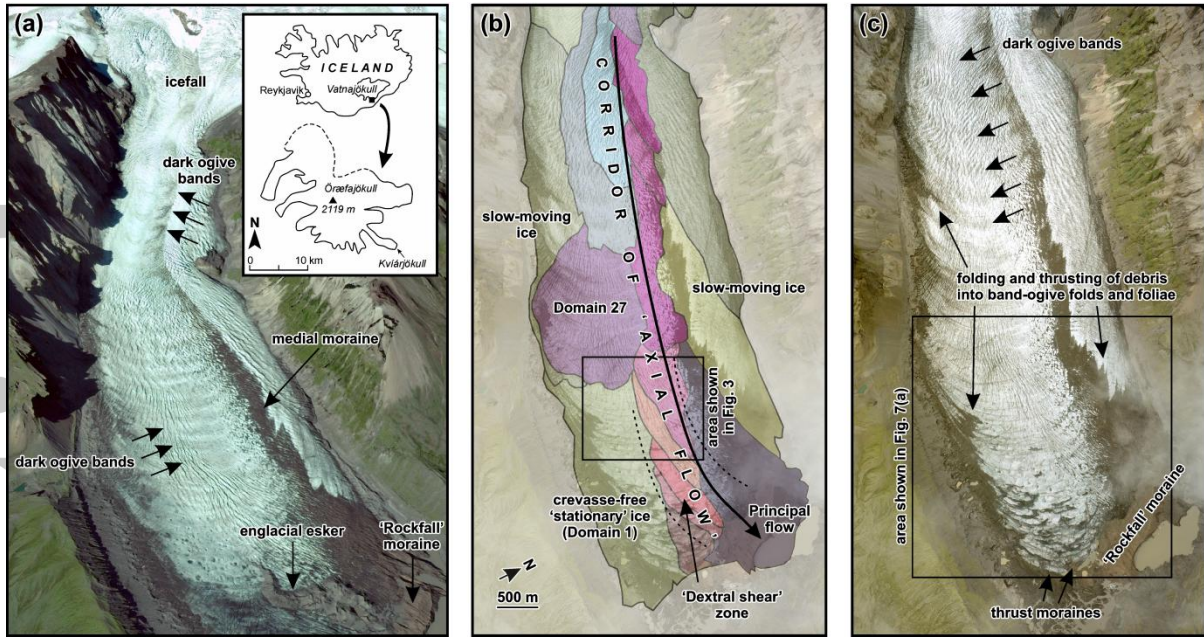 (a)
icefall
dark ogive
bands
medial moraine
dark ogive bands
englacial esker
'Rockfall'
moraine
ICELAND
Reykjavik
Vatnajökull
Öræfajökull
2119 m
N
0 10 km
Kvíárjökull
(b)
CORRIDOR OF 'AXIAL FLOW'
slow-moving
ice
slow-moving ice
Domain 27
area shown
in Fig. 3
crevasse-free
'stationary' ice
(Domain 1)
Principal
flow
N
500 m
'Dextral shear'
zone
(c)
dark ogive bands
folding and thrusting of debris
into band-ogive folds and foliae
area shown in Fig. 7(a)
'Rockfall' moraine
thrust moraines